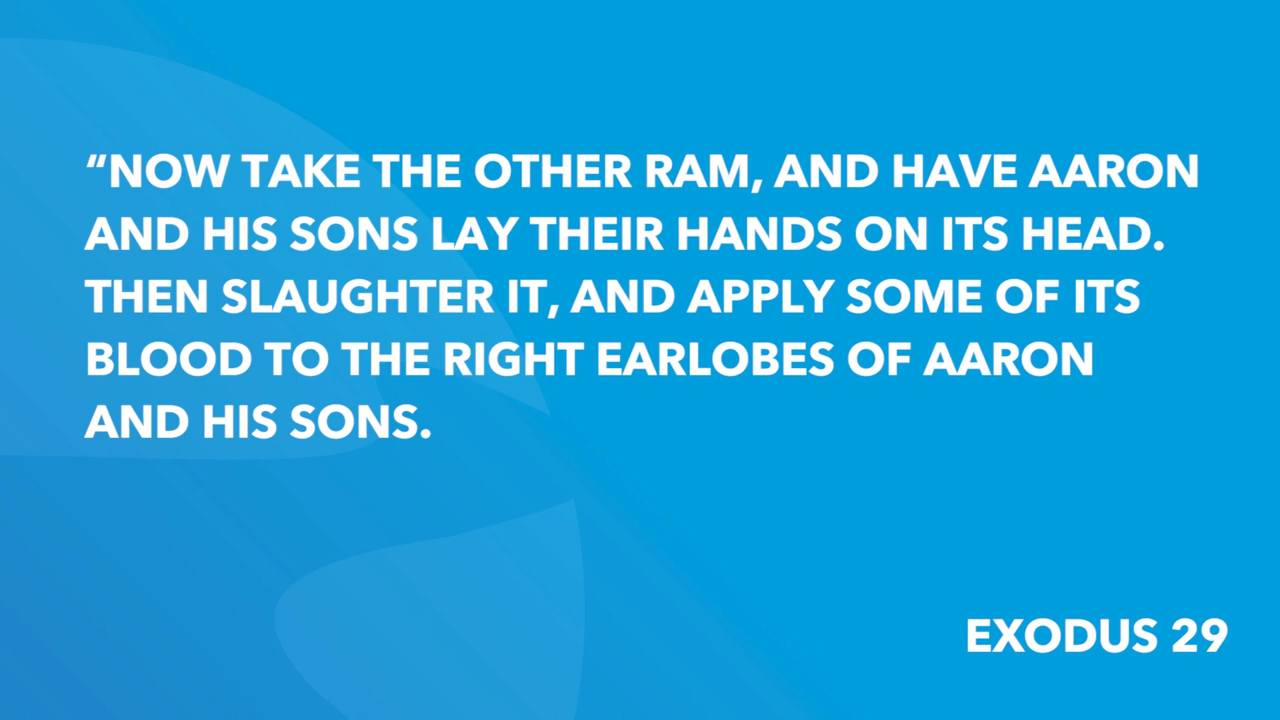 “NOW TAKE THE OTHER RAM, AND HAVE AARON
AND HIS SONS LAY THEIR HANDS ON ITS HEAD.
THEN SLAUGHTER IT, AND APPLY SOME OF ITS
BLOOD TO THE RIGHT EARLOBES OF AARON
AND HIS SONS.
EXODUS 29